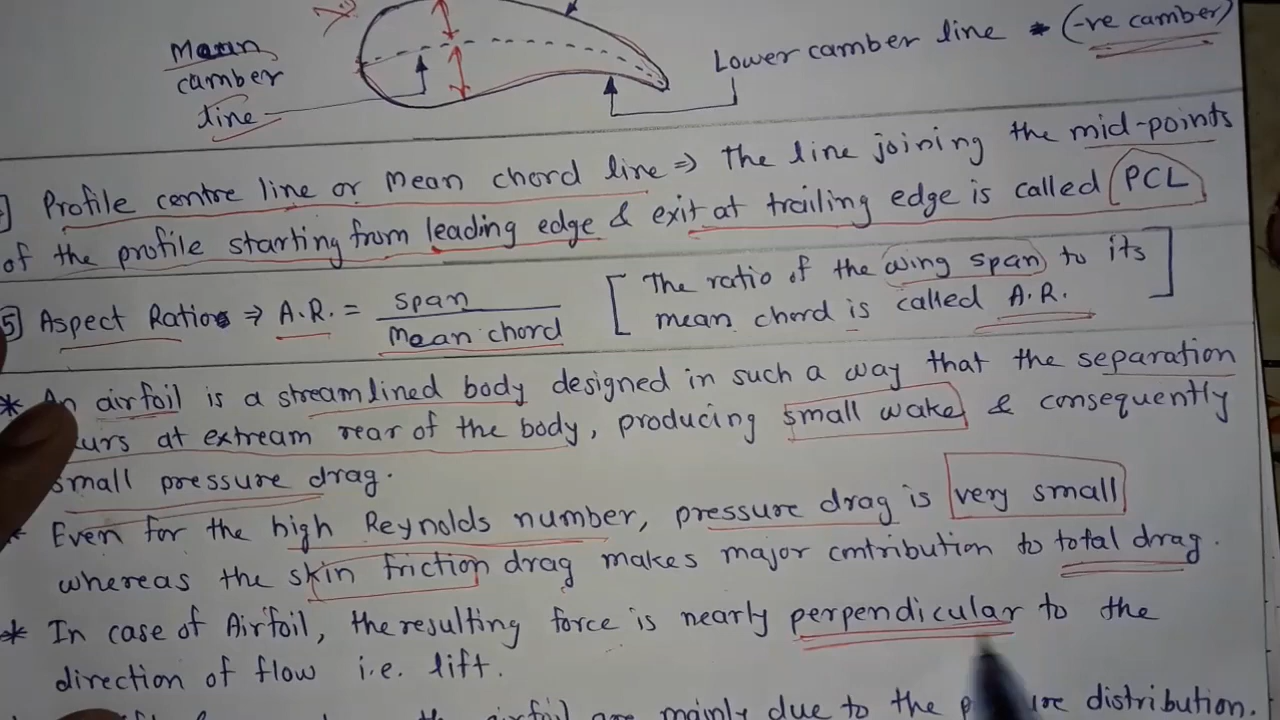 Mean
camber
line
Lower camber line (-re camber)
] Profile centre line or Mean chord line ⇒ The line joining the mid-points
of the profile starting from leading edge & exit at trailing edge is called PCL
5] Aspect Ratio ⇒ A.R. = span / Mean chord [ The ratio of the wing span to its
mean chord is called A.R. ]
* An airfoil is a streamlined body designed in such a way that the separation
urs at extream rear of the body, producing small wake & consequently
small pressure drag.
* Even for the high Reynolds number, pressure drag is very small
whereas the skin friction drag makes major contribution to total drag.
* In case of Airfoil, the resulting force is nearly perpendicular to the
direction of flow i.e. lift.
airfoil are mainly due to the distribution.